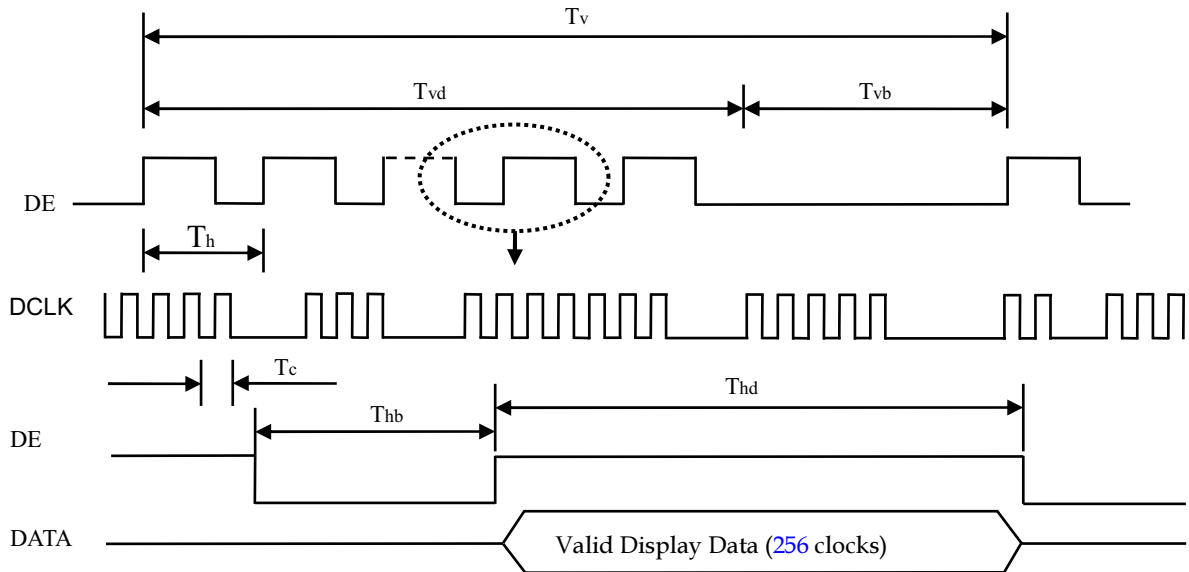 Tv
Tvd
Tvb
DE
Th
DCLK
Tc
Thd
Thb
DE
DATA
Valid Display Data (256 clocks)